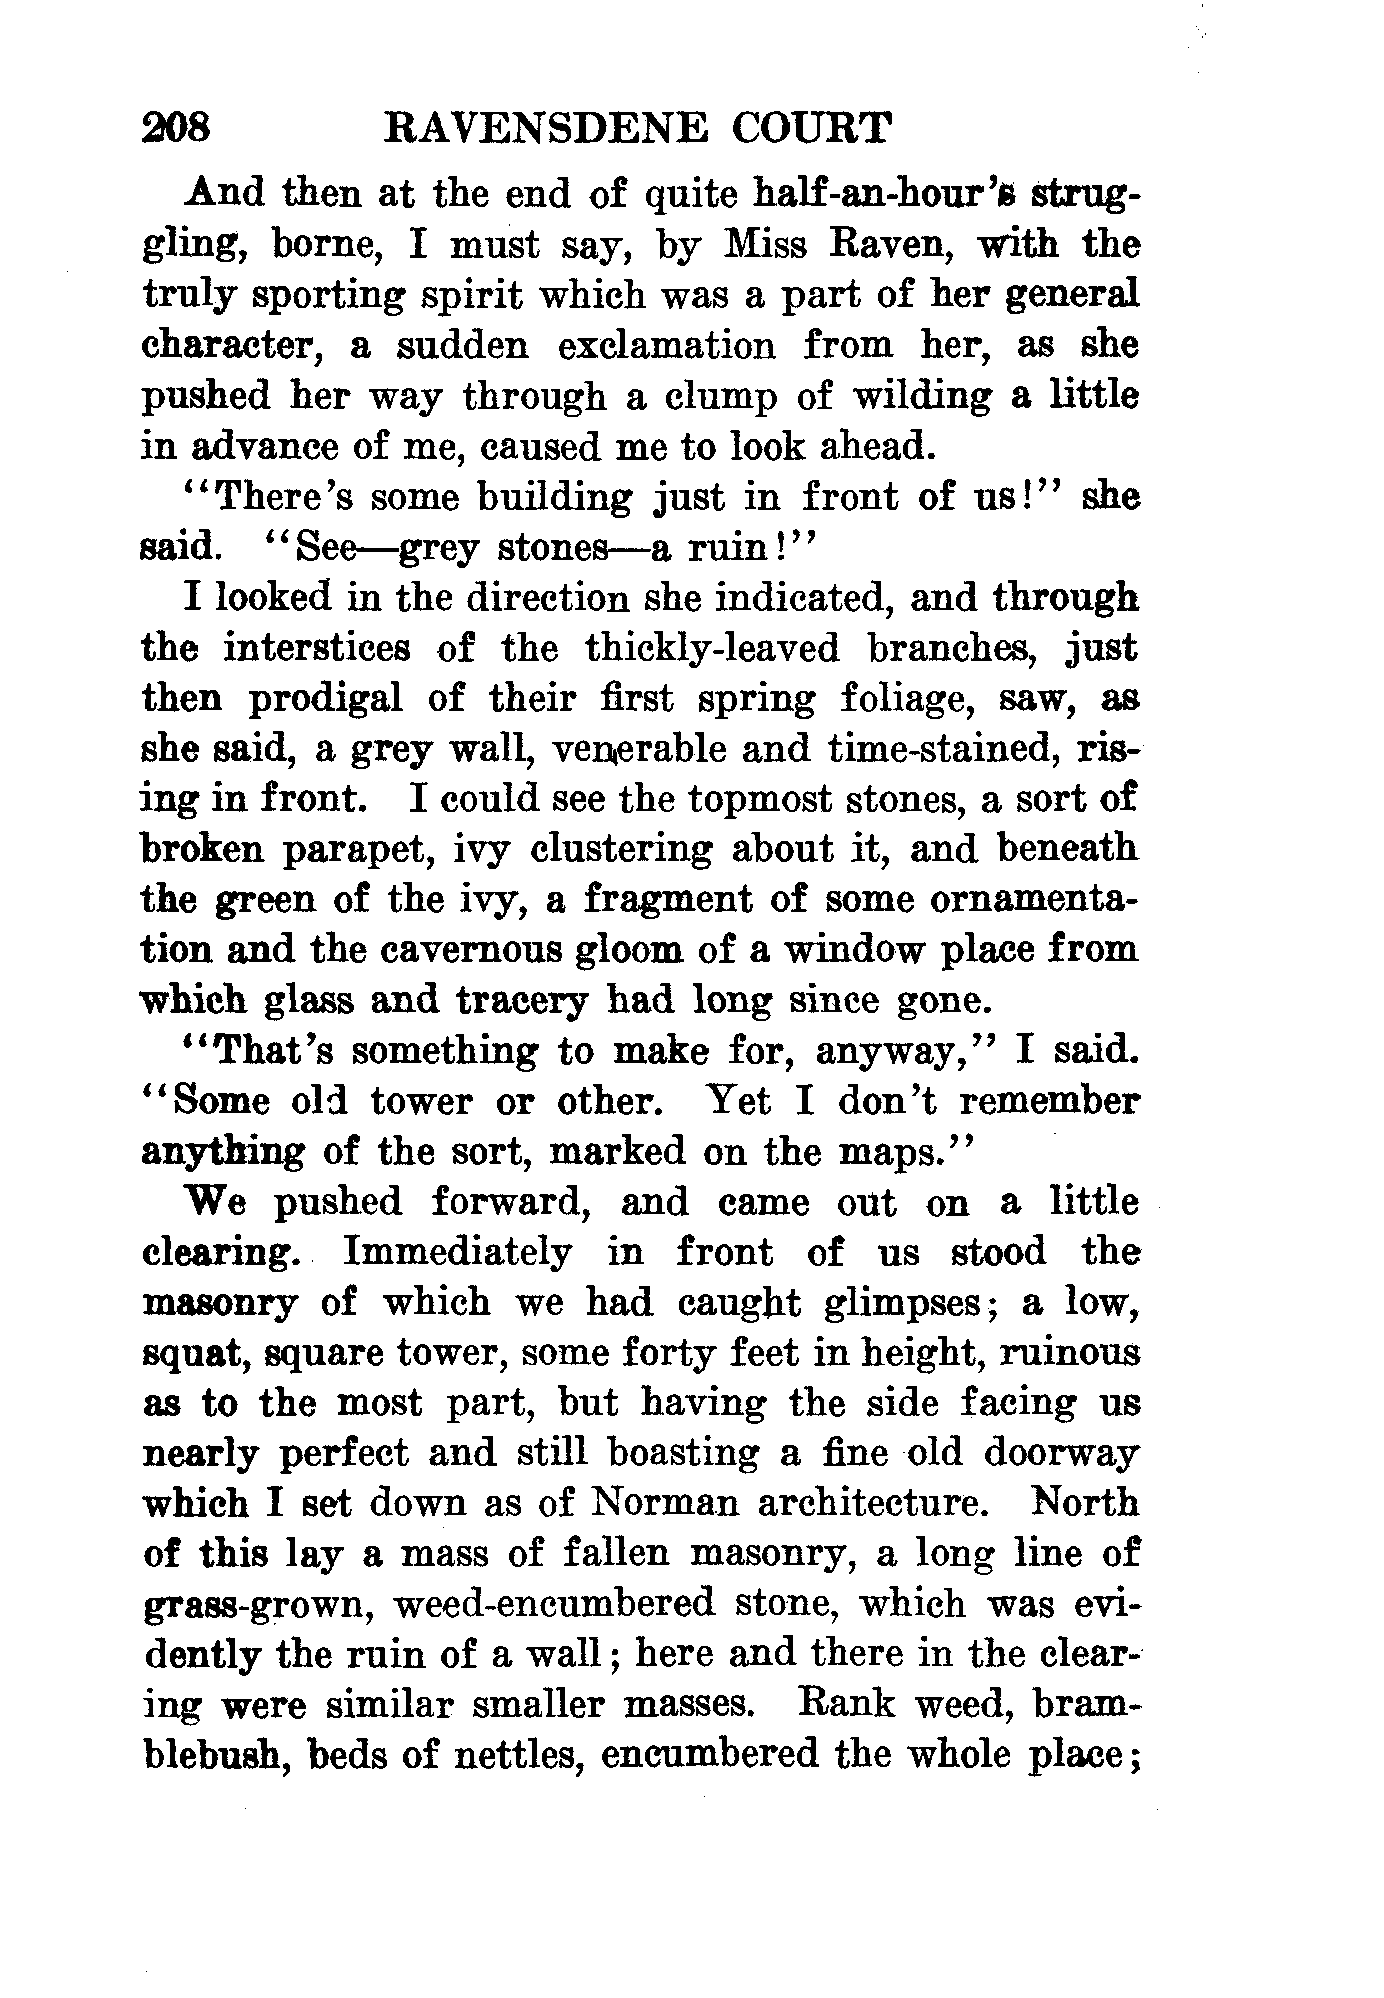 208 RAVENSDENE COURT
And then at the end of quite half-an-hour's strug-
gling, borne, I must say, by Miss Raven, with the
truly sporting spirit which was a part of her general
character, a sudden exclamation from her, as she
pushed her way through a clump of wilding a little
in advance of me, caused me to look ahead.
"There's some building just in front of us!" she
said. "See—grey stones—a ruin!"
I looked in the direction she indicated, and through
the interstices of the thickly-leaved branches, just
then prodigal of their first spring foliage, saw, as
she said, a grey wall, venerable and time-stained, ris-
ing in front. I could see the topmost stones, a sort of
broken parapet, ivy clustering about it, and beneath
the green of the ivy, a fragment of some ornamenta-
tion and the cavernous gloom of a window place from
which glass and tracery had long since gone.
"That's something to make for, anyway," I said.
"Some old tower or other. Yet I don't remember
anything of the sort, marked on the maps."
We pushed forward, and came out on a little
clearing. Immediately in front of us stood the
masonry of which we had caught glimpses; a low,
squat, square tower, some forty feet in height, ruinous
as to the most part, but having the side facing us
nearly perfect and still boasting a fine old doorway
which I set down as of Norman architecture. North
of this lay a mass of fallen masonry, a long line of
grass-grown, weed-encumbered stone, which was evi-
dently the ruin of a wall; here and there in the clear-
ing were similar smaller masses. Rank weed, bram-
blebush, beds of nettles, encumbered the whole place;